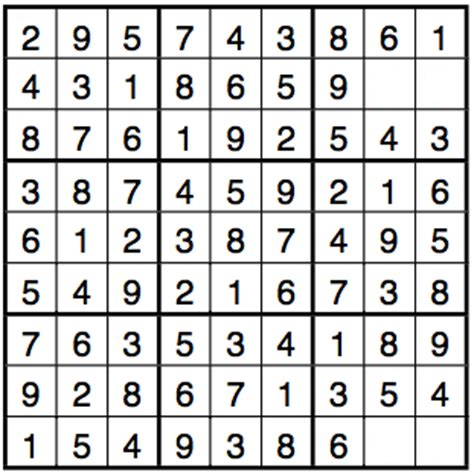 2 9 5 7 4 3 8 6 1
4 3 1 8 6 5 9
8 7 6 1 9 2 5 4 3
3 8 7 4 5 9 2 1 6
6 1 2 3 8 7 4 9 5
5 4 9 2 1 6 7 3 8
7 6 3 5 3 4 1 8 9
9 2 8 6 7 1 3 5 4
1 5 4 9 3 8 6